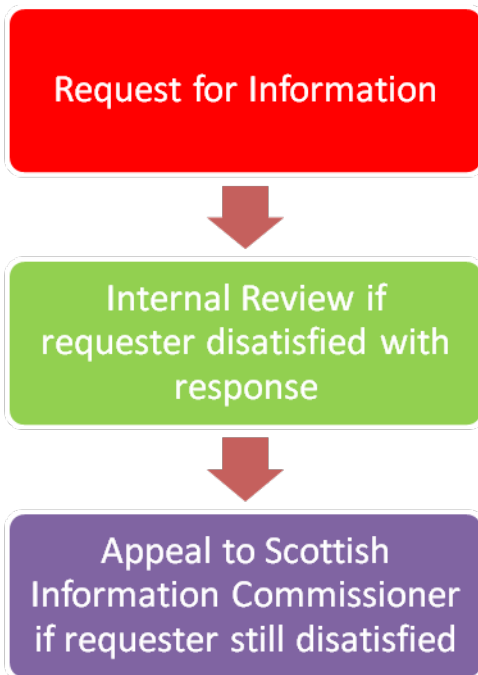 Request for Information
Internal Review if
requester disatisfied with
response
Appeal to Scottish
Information Commissioner
if requester still disatisfied